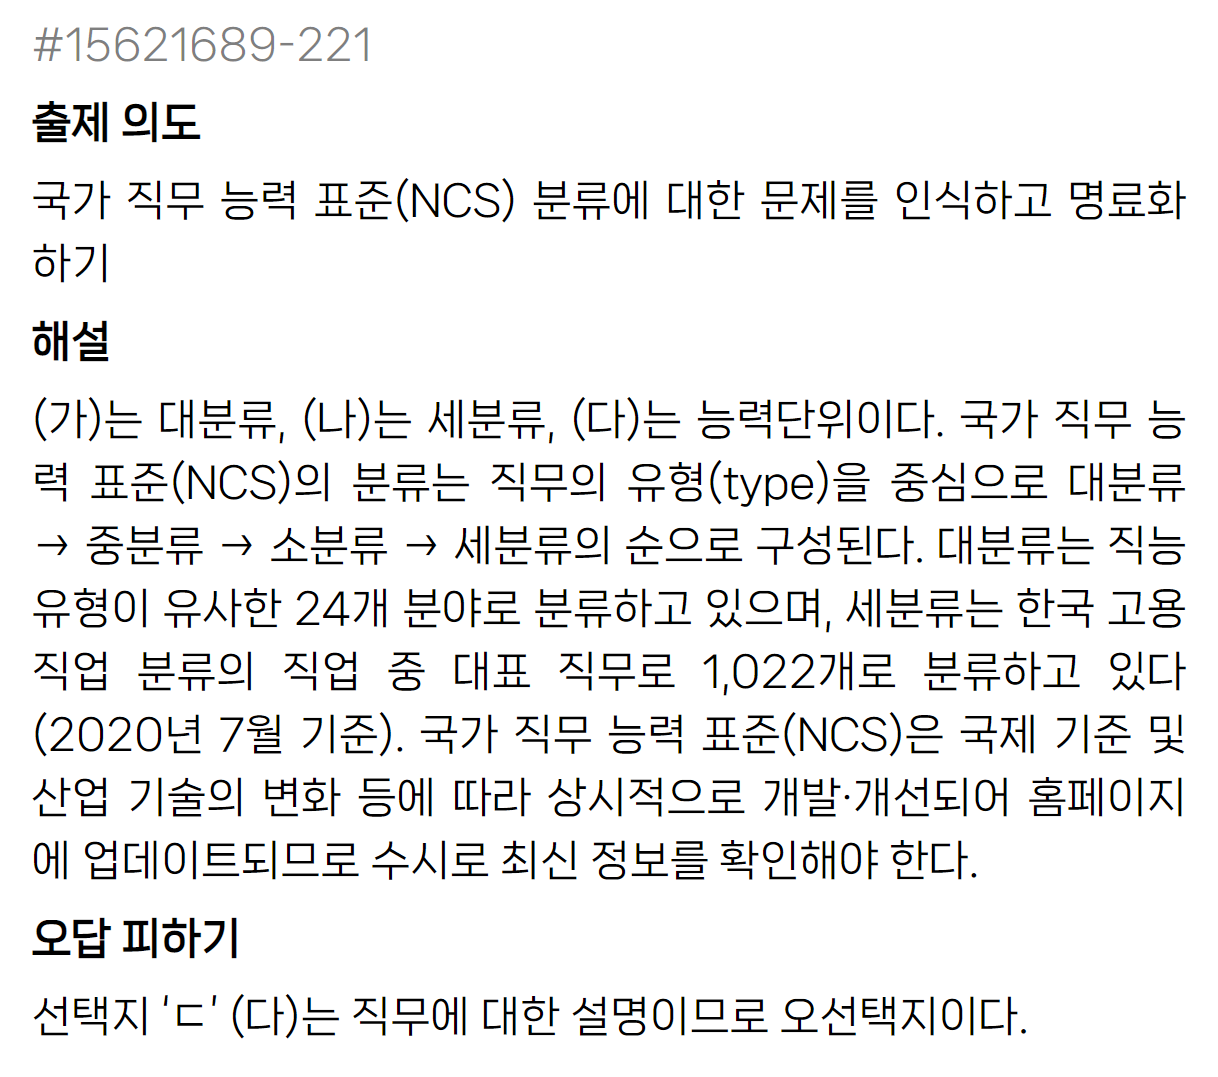 #15621689-221
출제 의도
국가 직무 능력 표준(NCS) 분류에 대한 문제를 인식하고 명료화
하기
해설
(가)는 대분류, (나)는 세분류, (다)는 능력단위이다. 국가 직무 능
력 표준(NCS)의 분류는 직무의 유형(type)을 중심으로 대분류
→ 중분류 → 소분류 → 세분류의 순으로 구성된다. 대분류는 직능
유형이 유사한 24개 분야로 분류하고 있으며, 세분류는 한국 고용
직업 분류의 직업 중 대표 직무로 1,022개로 분류하고 있다
(2020년 7월 기준). 국가 직무 능력 표준(NCS)은 국제 기준 및
산업 기술의 변화 등에 따라 상시적으로 개발·개선되어 홈페이지
에 업데이트되므로 수시로 최신 정보를 확인해야 한다.
오답 피하기
선택지 ‘ㄷ’ (다)는 직무에 대한 설명이므로 오선택지이다.